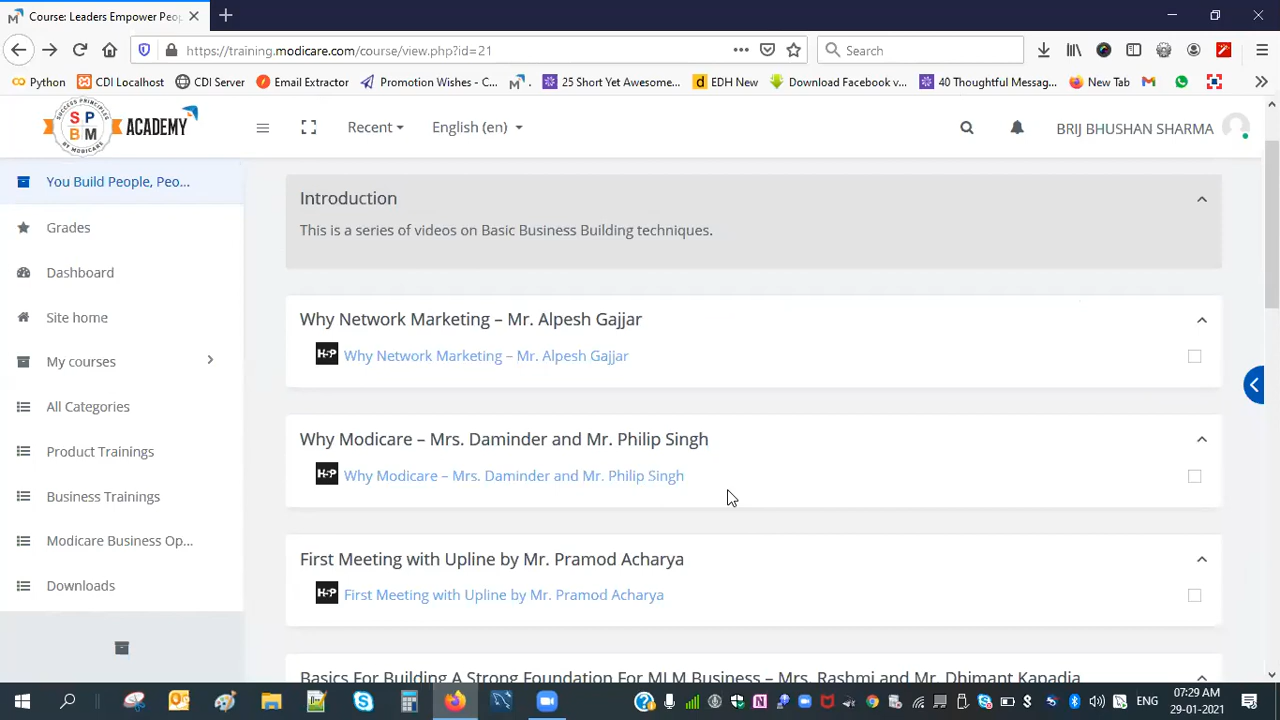 Course: Leaders Empower Peop
https://training.modicare.com/course/view.php?id=21
Search
Python
CDI Localhost
CDI Server
Email Extractor
Promotion Wishes - C...
25 Short Yet Awesome...
EDH New
Download Facebook v...
40 Thoughtful Messag...
New Tab
SUCCESS PRINCIPLES
SP
BM
BY MODICARE
ACADEMY
Recent
English (en)
BRIJ BHUSHAN SHARMA
You Build People, Peo...
Grades
Dashboard
Site home
My courses
All Categories
Product Trainings
Business Trainings
Modicare Business Op...
Downloads
Introduction
This is a series of videos on Basic Business Building techniques.
Why Network Marketing – Mr. Alpesh Gajjar
H-P Why Network Marketing – Mr. Alpesh Gajjar
Why Modicare – Mrs. Daminder and Mr. Philip Singh
H-P Why Modicare – Mrs. Daminder and Mr. Philip Singh
First Meeting with Upline by Mr. Pramod Acharya
H-P First Meeting with Upline by Mr. Pramod Acharya
Basics For Building A Strong Foundation For MLM Business – Mrs. Rashmi and Mr. Dhimant Kapadia
ENG
07:29 AM
29-01-2021